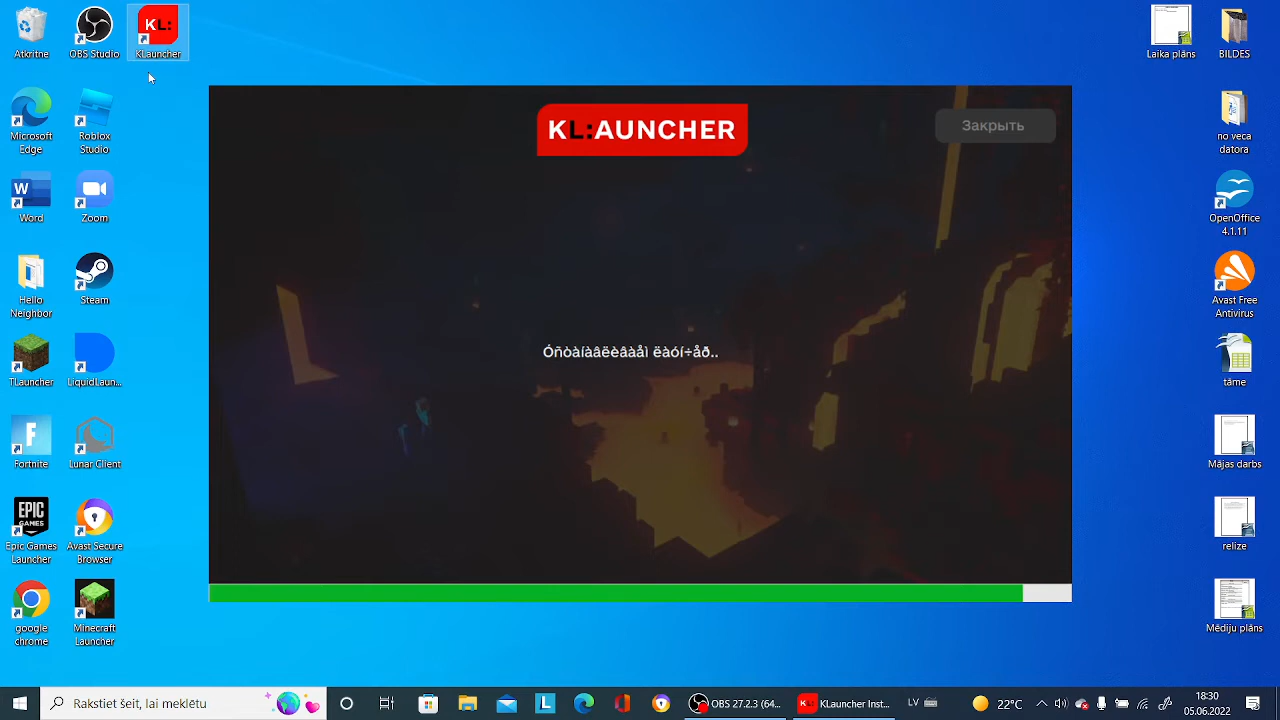 Atkritne
OBS Studio
KL:
KLauncher
Laika plāns
BILDES
Microsoft
Edge
Roblox
Studio
no veca
datora
KL:AUNCHER
Закрыть
Word
Zoom
OpenOffice
4.1.11
Hello
Neighbor
Steam
Avast Free
Antivirus
Óñòàíàâëèâàåì ëàóí÷åð..
TLauncher
LiquidLaun...
tāme
Fortnite
Lunar Client
Mājas darbs
EPIC
GAMES
Epic Games
Launcher
Avast Secure
Browser
relize
google
chrome
Minecraft
Launcher
Mēdiju plāns
Rakstiet šeit, lai meklētu
OBS 27.2.3 (64...
KLauncher Inst...
LV
22°C
18:30
05.06.2022